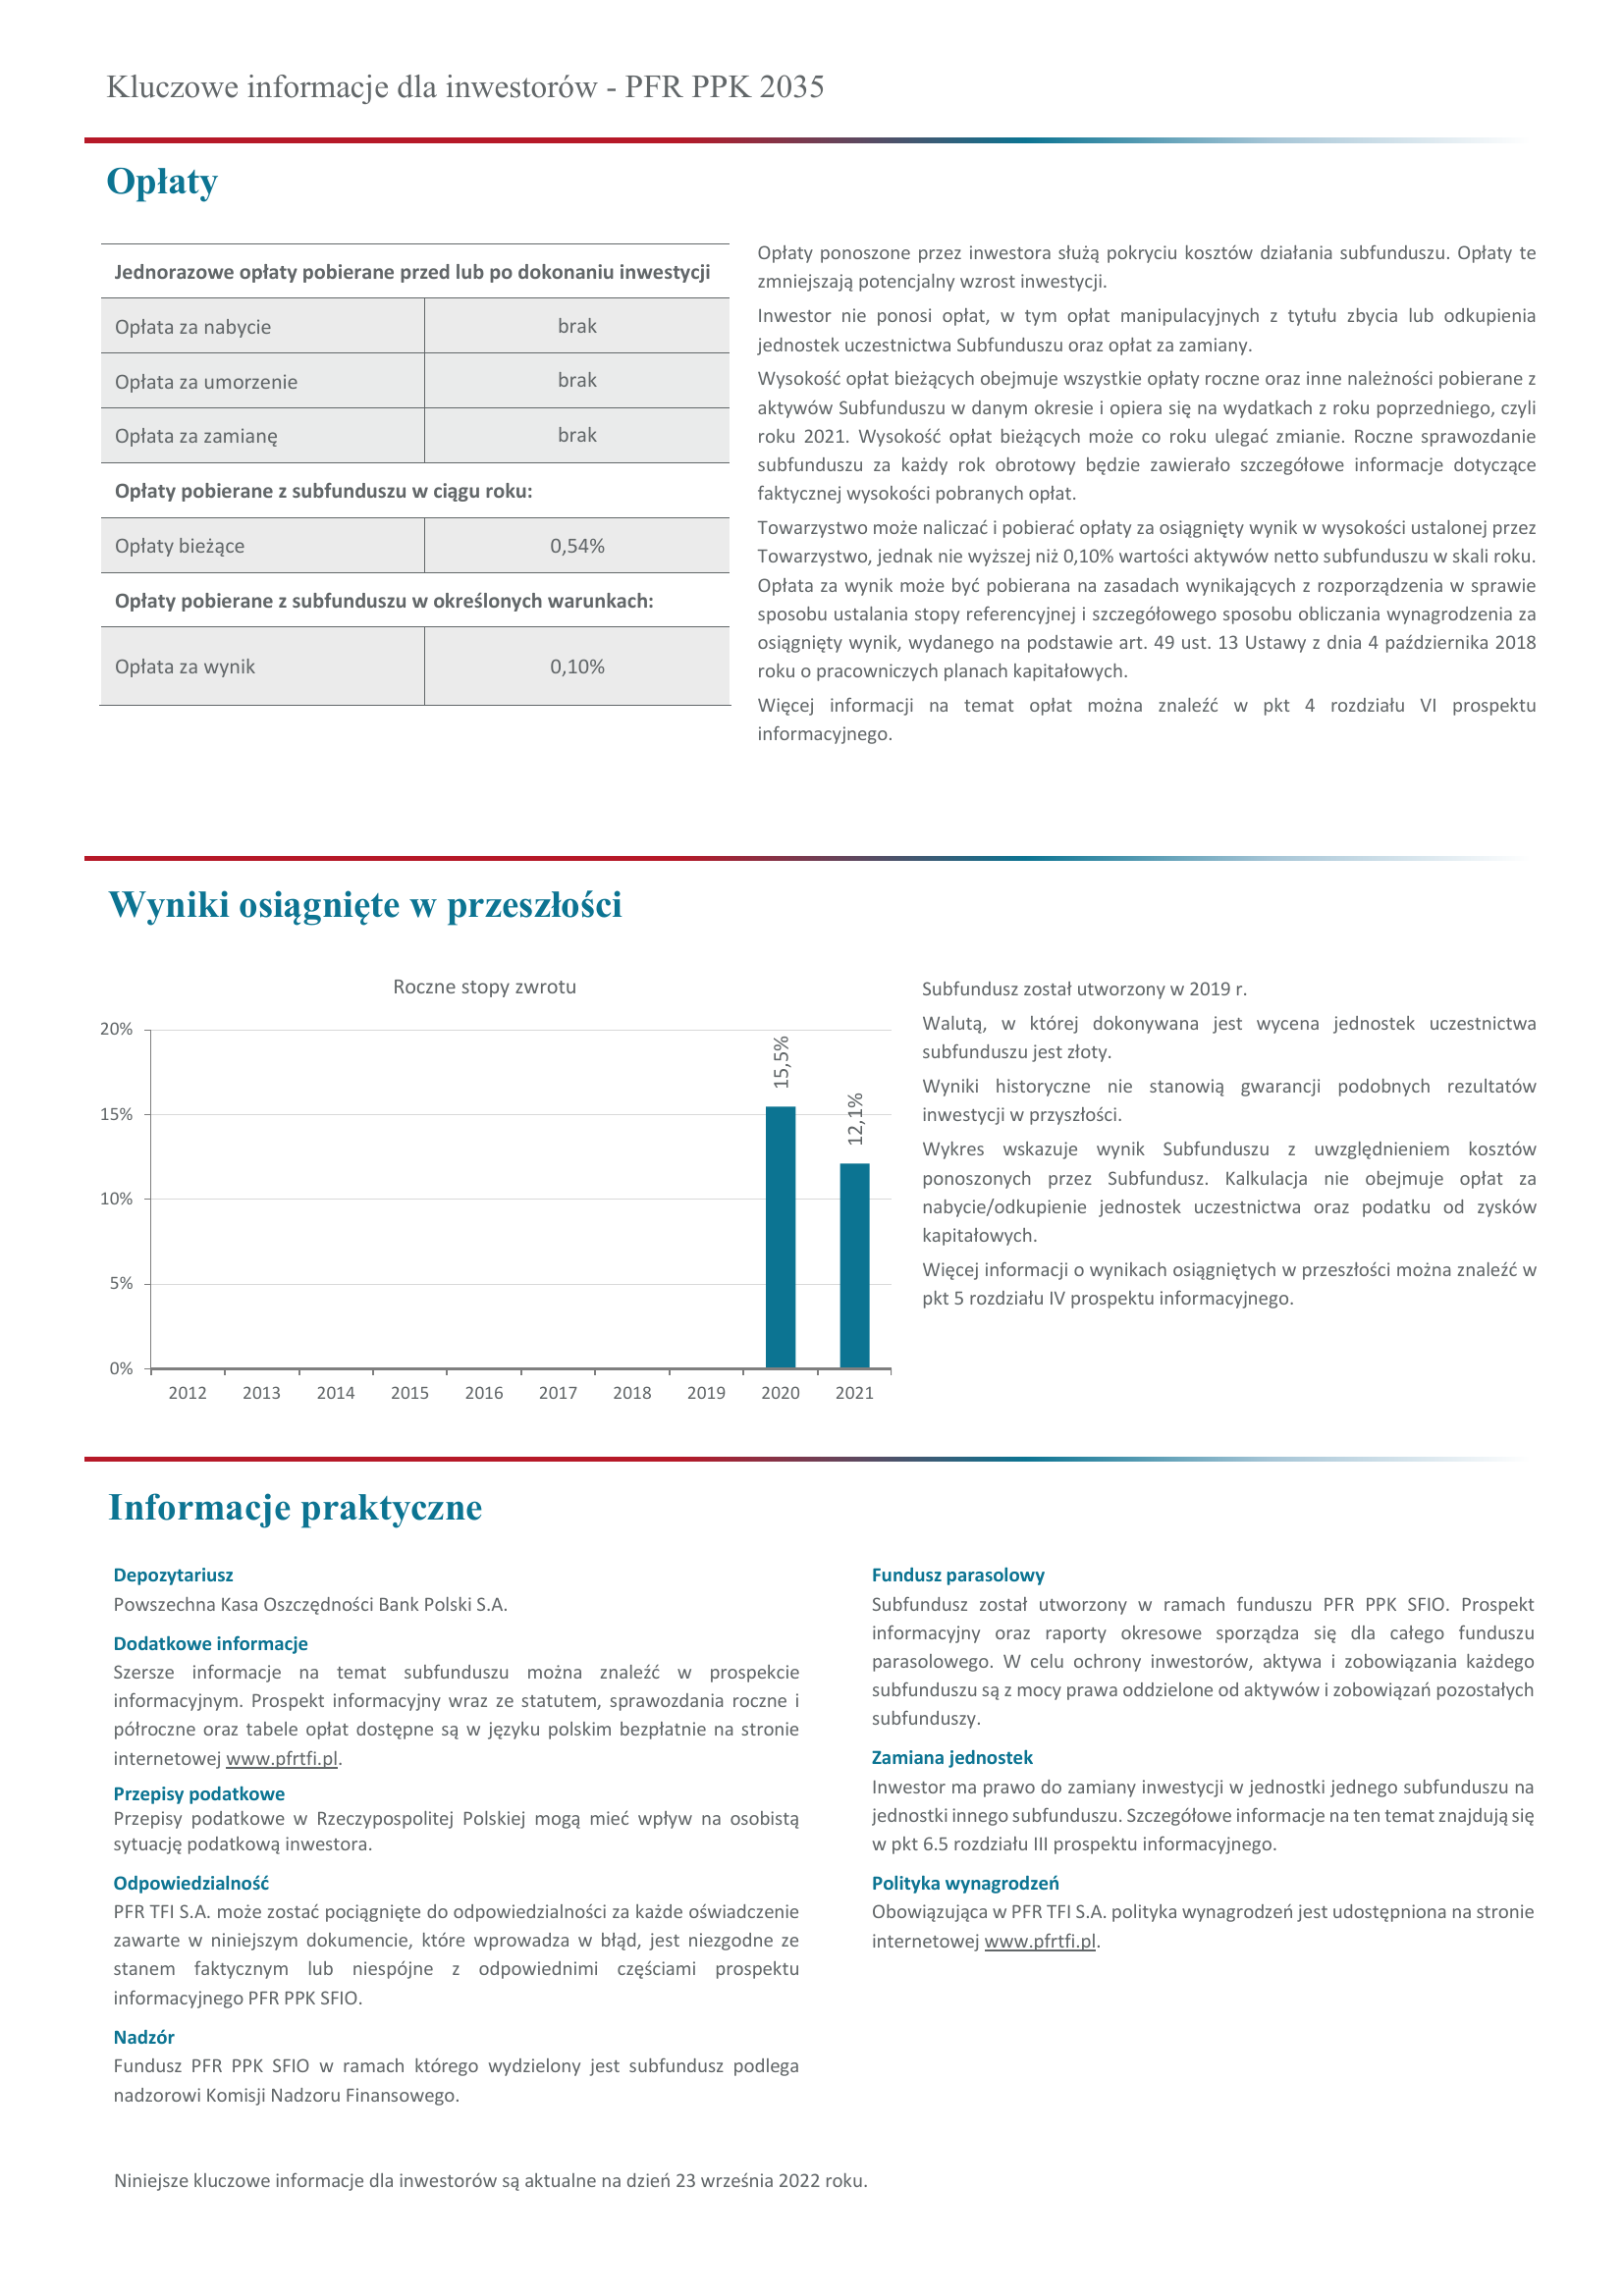 Kluczowe informacje dla inwestorów - PFR PPK 2035
Opłaty
Jednorazowe opłaty pobierane przed lub po dokonaniu inwestycji
Opłata za nabycie brak
Opłata za umorzenie brak
Opłata za zamianę brak
Opłaty pobierane z subfunduszu w ciągu roku:
Opłaty bieżące 0,54%
Opłaty pobierane z subfunduszu w określonych warunkach:
Opłata za wynik 0,10%
Opłaty ponoszone przez inwestora służą pokryciu kosztów działania subfunduszu. Opłaty te
zmniejszają potencjalny wzrost inwestycji.
Inwestor nie ponosi opłat, w tym opłat manipulacyjnych z tytułu zbycia lub odkupienia
jednostek uczestnictwa Subfunduszu oraz opłat za zamiany.
Wysokość opłat bieżących obejmuje wszystkie opłaty roczne oraz inne należności pobierane z
aktywów Subfunduszu w danym okresie i opiera się na wydatkach z roku poprzedniego, czyli
roku 2021. Wysokość opłat bieżących może co roku ulegać zmianie. Roczne sprawozdanie
subfunduszu za każdy rok obrotowy będzie zawierało szczegółowe informacje dotyczące
faktycznej wysokości pobranych opłat.
Towarzystwo może naliczać i pobierać opłaty za osiągnięty wynik w wysokości ustalonej przez
Towarzystwo, jednak nie wyższej niż 0,10% wartości aktywów netto subfunduszu w skali roku.
Opłata za wynik może być pobierana na zasadach wynikających z rozporządzenia w sprawie
sposobu ustalania stopy referencyjnej i szczegółowego sposobu obliczania wynagrodzenia za
osiągnięty wynik, wydanego na podstawie art. 49 ust. 13 Ustawy z dnia 4 października 2018
roku o pracowniczych planach kapitałowych.
Więcej informacji na temat opłat można znaleźć w pkt 4 rozdziału VI prospektu
informacyjnego.
Wyniki osiągnięte w przeszłości
Roczne stopy zwrotu
20%
15%
10%
5%
0%
15,5%
12,1%
2012 2013 2014 2015 2016 2017 2018 2019 2020 2021
Subfundusz został utworzony w 2019 r.
Walutą, w której dokonywana jest wycena jednostek uczestnictwa
subfunduszu jest złoty.
Wyniki historyczne nie stanowią gwarancji podobnych rezultatów
inwestycji w przyszłości.
Wykres wskazuje wynik Subfunduszu z uwzględnieniem kosztów
ponoszonych przez Subfundusz. Kalkulacja nie obejmuje opłat za
nabycie/odkupienie jednostek uczestnictwa oraz podatku od zysków
kapitałowych.
Więcej informacji o wynikach osiągniętych w przeszłości można znaleźć w
pkt 5 rozdziału IV prospektu informacyjnego.
Informacje praktyczne
Depozytariusz
Powszechna Kasa Oszczędności Bank Polski S.A.
Dodatkowe informacje
Szersze informacje na temat subfunduszu można znaleźć w prospekcie
informacyjnym. Prospekt informacyjny wraz ze statutem, sprawozdania roczne i
półroczne oraz tabele opłat dostępne są w języku polskim bezpłatnie na stronie
internetowej www.pfrtfi.pl.
Przepisy podatkowe
Przepisy podatkowe w Rzeczypospolitej Polskiej mogą mieć wpływ na osobistą
sytuację podatkową inwestora.
Odpowiedzialność
PFR TFI S.A. może zostać pociągnięte do odpowiedzialności za każde oświadczenie
zawarte w niniejszym dokumencie, które wprowadza w błąd, jest niezgodne ze
stanem faktycznym lub niespójne z odpowiednimi częściami prospektu
informacyjnego PFR PPK SFIO.
Nadzór
Fundusz PFR PPK SFIO w ramach którego wydzielony jest subfundusz podlega
nadzorowi Komisji Nadzoru Finansowego.
Fundusz parasolowy
Subfundusz został utworzony w ramach funduszu PFR PPK SFIO. Prospekt
informacyjny oraz raporty okresowe sporządza się dla całego funduszu
parasolowego. W celu ochrony inwestorów, aktywa i zobowiązania każdego
subfunduszu są z mocy prawa oddzielone od aktywów i zobowiązań pozostałych
subfunduszy.
Zamiana jednostek
Inwestor ma prawo do zamiany inwestycji w jednostki jednego subfunduszu na
jednostki innego subfunduszu. Szczegółowe informacje na ten temat znajdują się
w pkt 6.5 rozdziału III prospektu informacyjnego.
Polityka wynagrodzeń
Obowiązująca w PFR TFI S.A. polityka wynagrodzeń jest udostępniona na stronie
internetowej www.pfrtfi.pl.
Niniejsze kluczowe informacje dla inwestorów są aktualne na dzień 23 września 2022 roku.